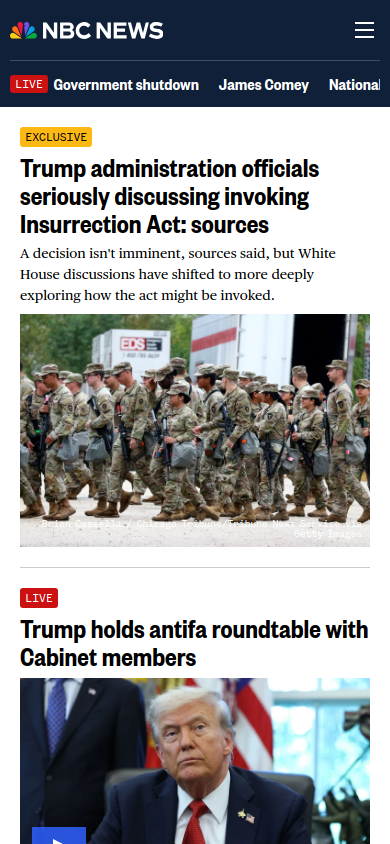 NBC NEWS
LIVE Government shutdown James Comey National
EXCLUSIVE
Trump administration officials
seriously discussing invoking
Insurrection Act: sources
A decision isn't imminent, sources said, but White
House discussions have shifted to more deeply
exploring how the act might be invoked.
EDS
Brian Cassella / Chicago Tribune/Tribune News Service via
Getty Images
LIVE
Trump holds antifa roundtable with
Cabinet members